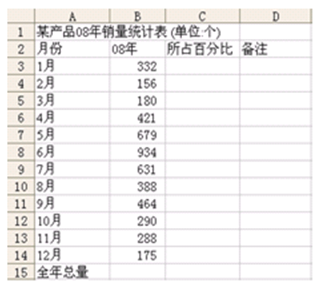 A B C D
1 某产品08年销量统计表 (单位:个)
2 月份 08年 所占百分比 备注
3 1月 332
4 2月 156
5 3月 180
6 4月 421
7 5月 679
8 6月 934
9 7月 631
10 8月 388
11 9月 464
12 10月 290
13 11月 288
14 12月 175
15 全年总量